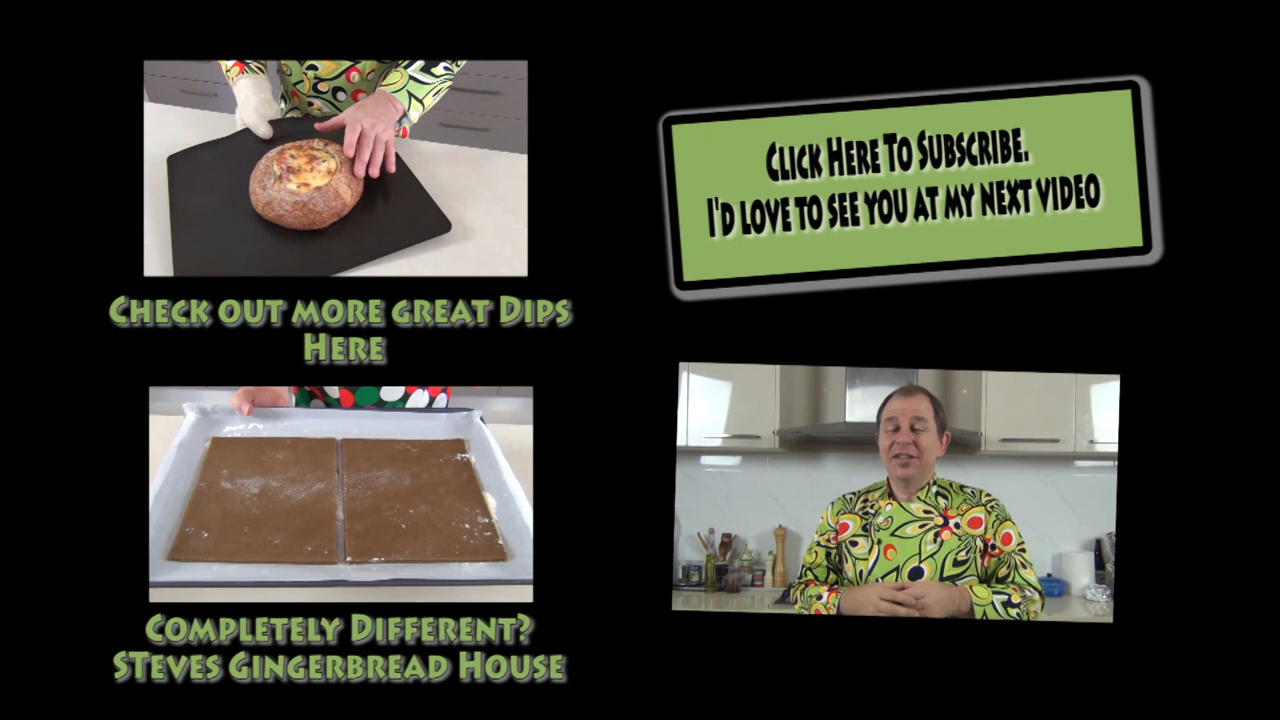 Click Here To Subscribe.
I'd love to see you at my next video
Check out more great Dips
Here
Completely Different?
Steves Gingerbread House